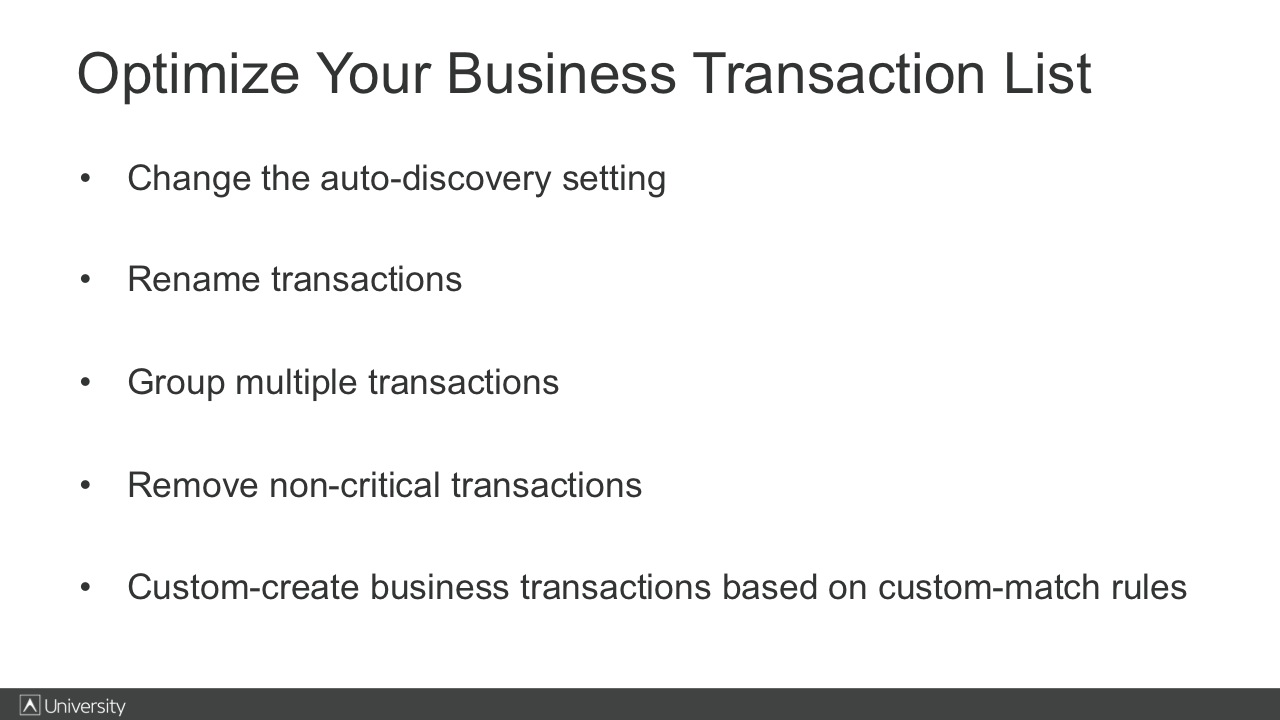 Optimize Your Business Transaction List
• Change the auto-discovery setting
• Rename transactions
• Group multiple transactions
• Remove non-critical transactions
• Custom-create business transactions based on custom-match rules
University